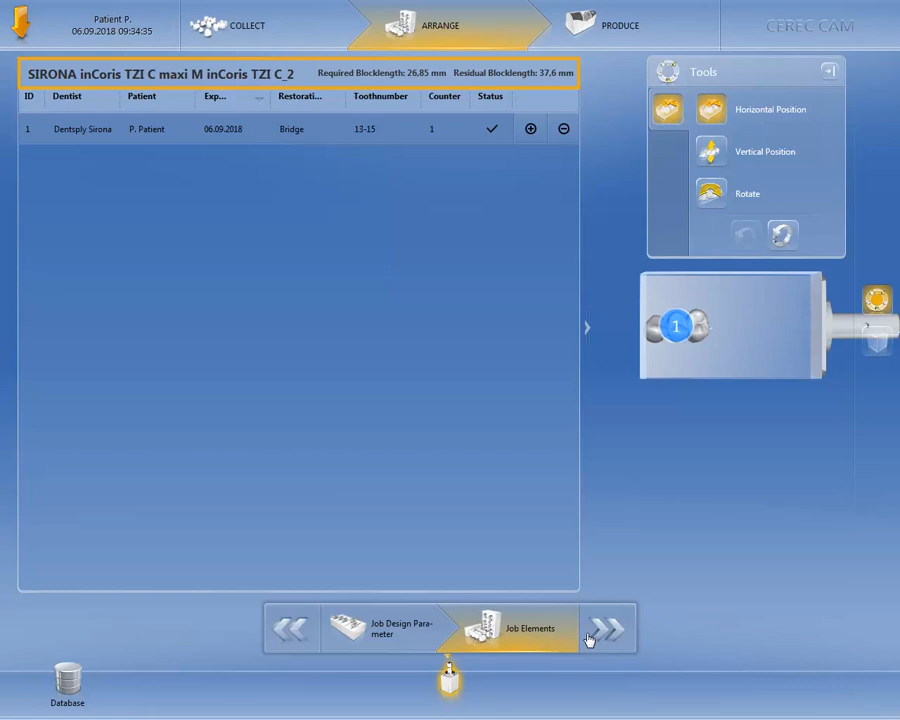 Patient P.
06.09.2018 09:34:35
COLLECT
ARRANGE
PRODUCE
CEREC CAM
SIRONA inCoris TZI C maxi M inCoris TZI C_2 Required Blocklength: 26,85 mm Residual Blocklength: 37,6 mm
ID Dentist Patient Exp... Restorati... Toothnumber Counter Status
1 Dentsply Sirona P. Patient 06.09.2018 Bridge 13-15 1
Tools
Horizontal Position
Vertical Position
Rotate
1
Job Design Para-
meter
Job Elements
Database